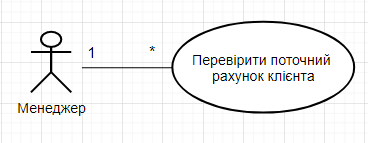 1 *
Перевірити поточний
рахунок клієнта
Менеджер